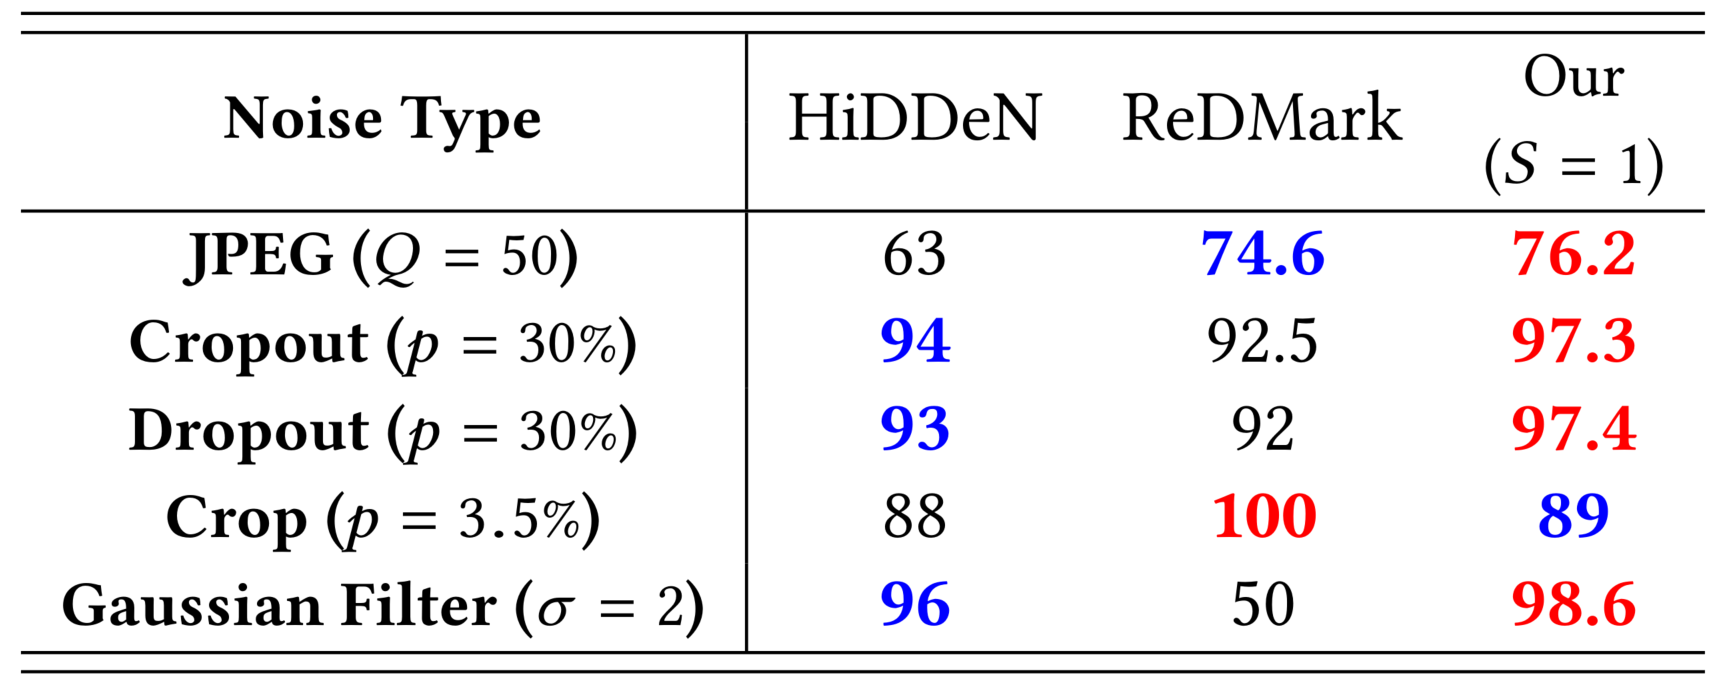 Noise Type HiDDeN ReDMark Our (S = 1)
JPEG (Q = 50) 63 74.6 76.2
Cropout (p = 30%) 94 92.5 97.3
Dropout (p = 30%) 93 92 97.4
Crop (p = 3.5%) 88 100 89
Gaussian Filter (σ = 2) 96 50 98.6